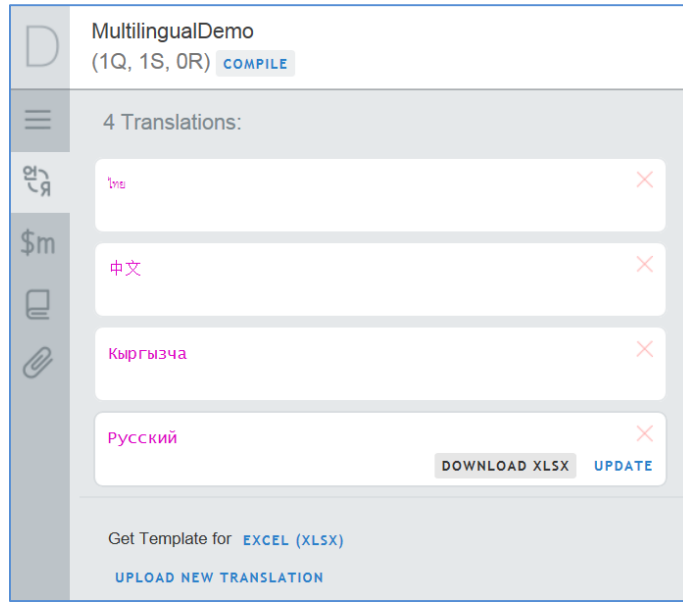 D
MultilingualDemo
(1Q, 1S, 0R) COMPILE
4 Translations:
ไทย
中文
$m
Кыргызча
Русский
DOWNLOAD XLSX UPDATE
Get Template for EXCEL (XLSX)
UPLOAD NEW TRANSLATION